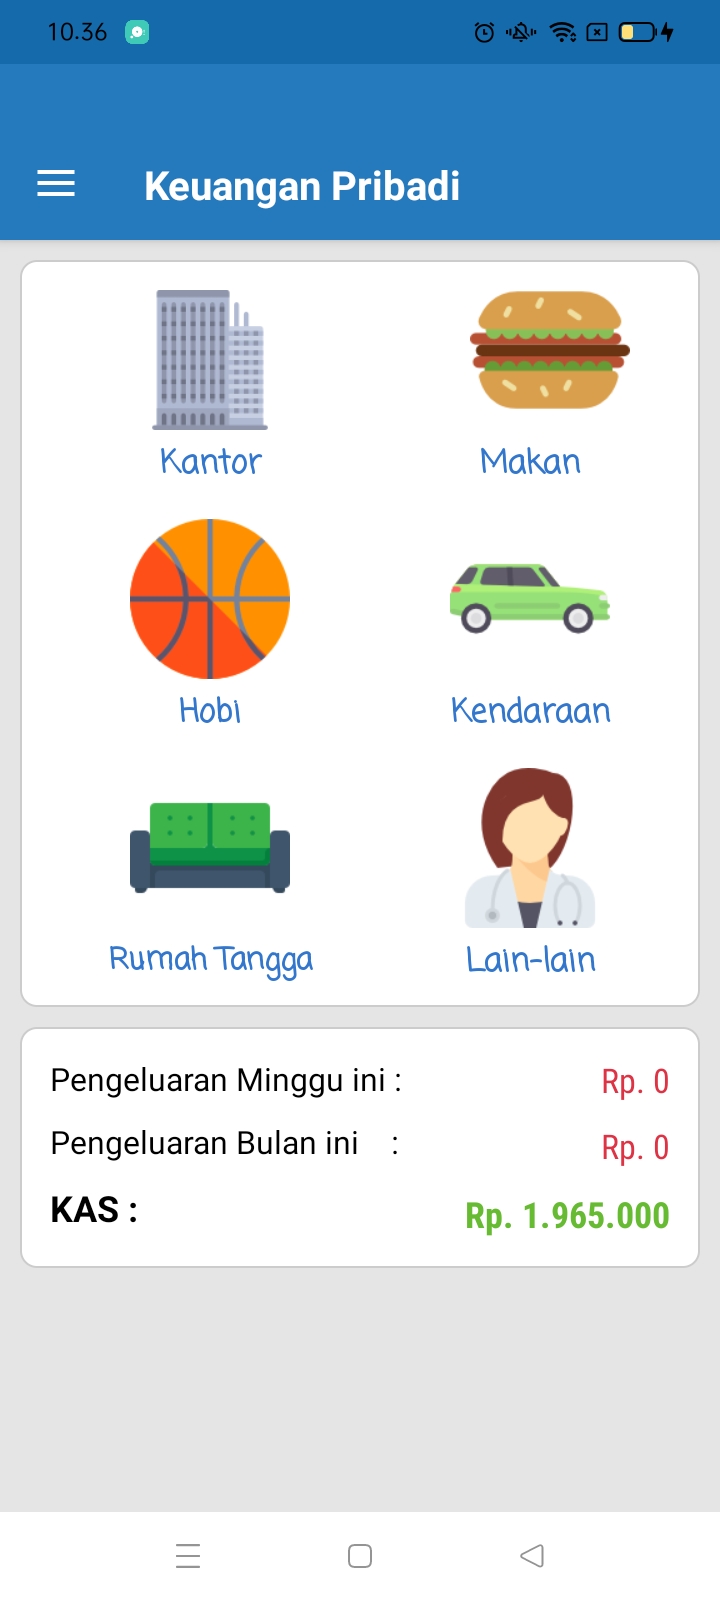 10.36
Keuangan Pribadi
Kantor
Makan
Hobi
Kendaraan
Rumah Tangga
Lain-lain
Pengeluaran Minggu ini : Rp. 0
Pengeluaran Bulan ini : Rp. 0
KAS : Rp. 1.965.000